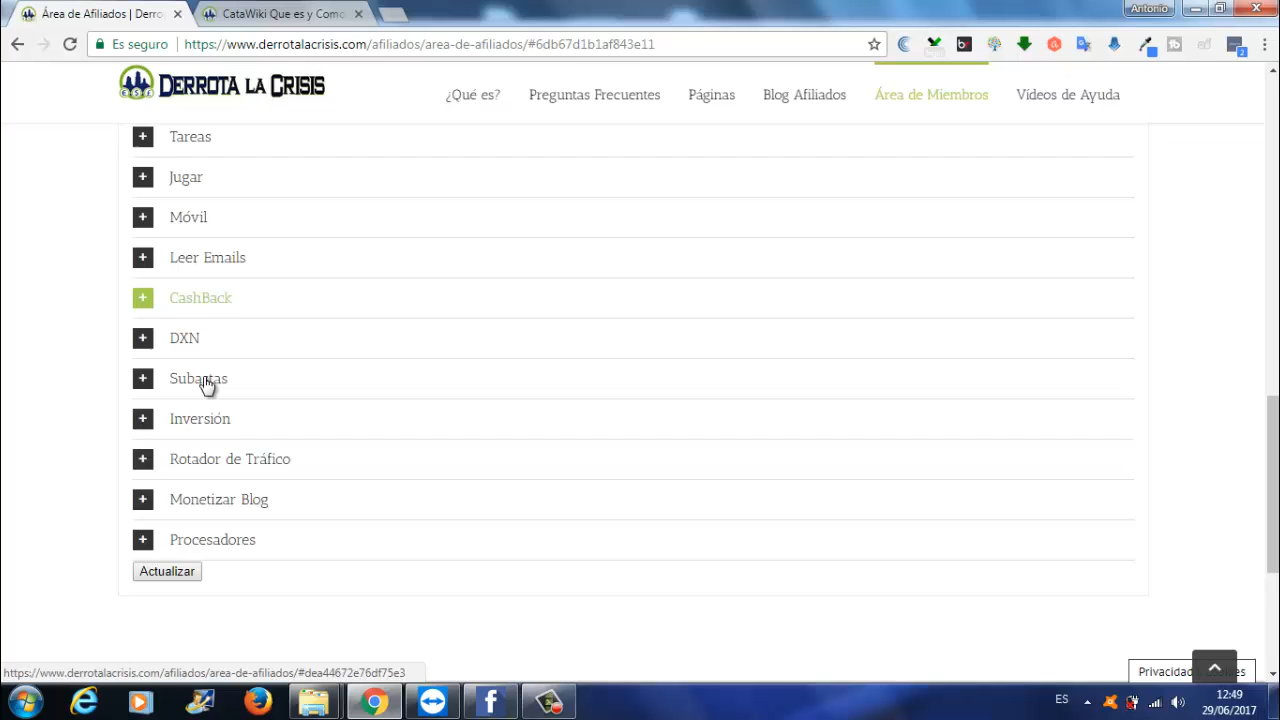 Área de Afiliados | Derro
CataWiki Que es y Como
Antonio
Es seguro
https://www.derrotalacrisis.com/afiliados/area-de-afiliados/#6db67d1b1af843e11
DERROTA LA CRISIS
¿Qué es?
Preguntas Frecuentes
Páginas
Blog Afiliados
Área de Miembros
Vídeos de Ayuda
Tareas
Jugar
Móvil
Leer Emails
CashBack
DXN
Subastas
Inversión
Rotador de Tráfico
Monetizar Blog
Procesadores
Actualizar
https://www.derrotalacrisis.com/afiliados/area-de-afiliados/#dea44672e76df75e3
Privacidad
ES
12:49
29/06/2017